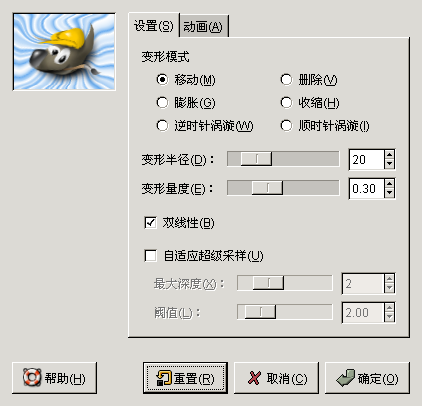 设置(S) 动画(A)
变形模式
移动(M) 删除(V)
膨胀(G) 收缩(H)
逆时针涡漩(W) 顺时针涡漩(I)
变形半径(D)： 20
变形量度(E)： 0.30
双线性(B)
自适应超级采样(U)
最大深度(X)： 2
阈值(L)： 2.00
帮助(H) 重置(R) 取消(C) 确定(O)